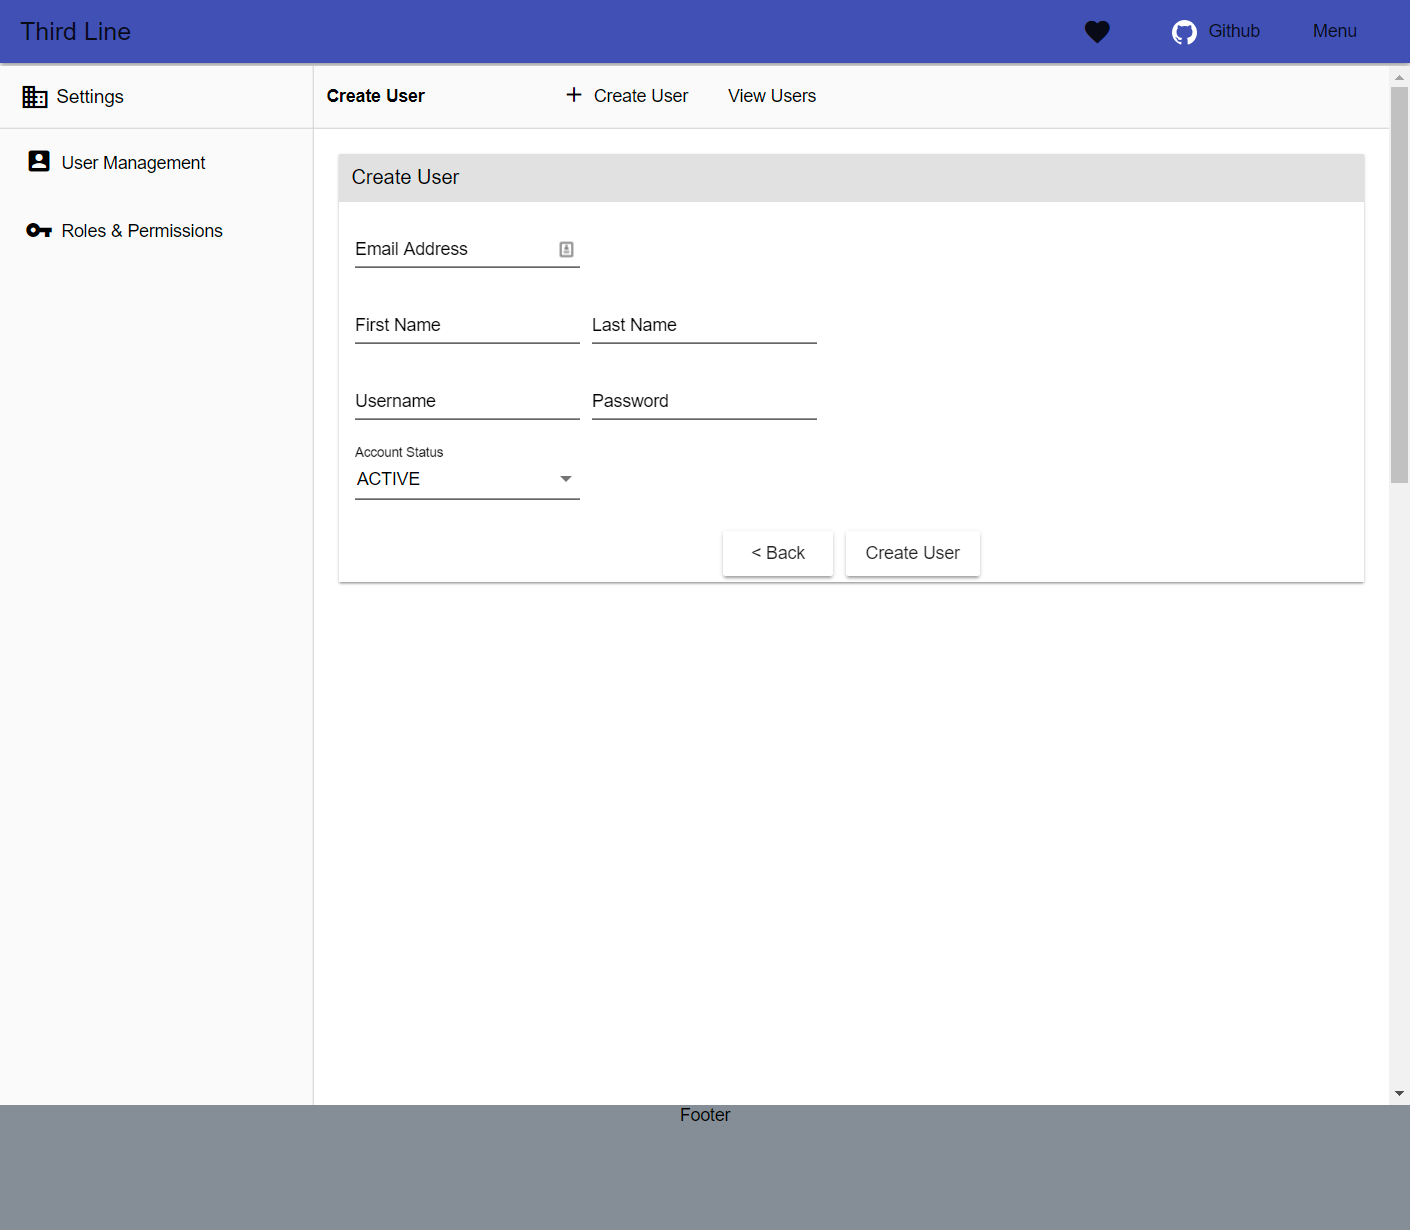 Third Line
Github
Menu
Settings
Create User
Create User
View Users
User Management
Roles & Permissions
Create User
Email Address
First Name
Last Name
Username
Password
Account Status
ACTIVE
< Back
Create User
Footer